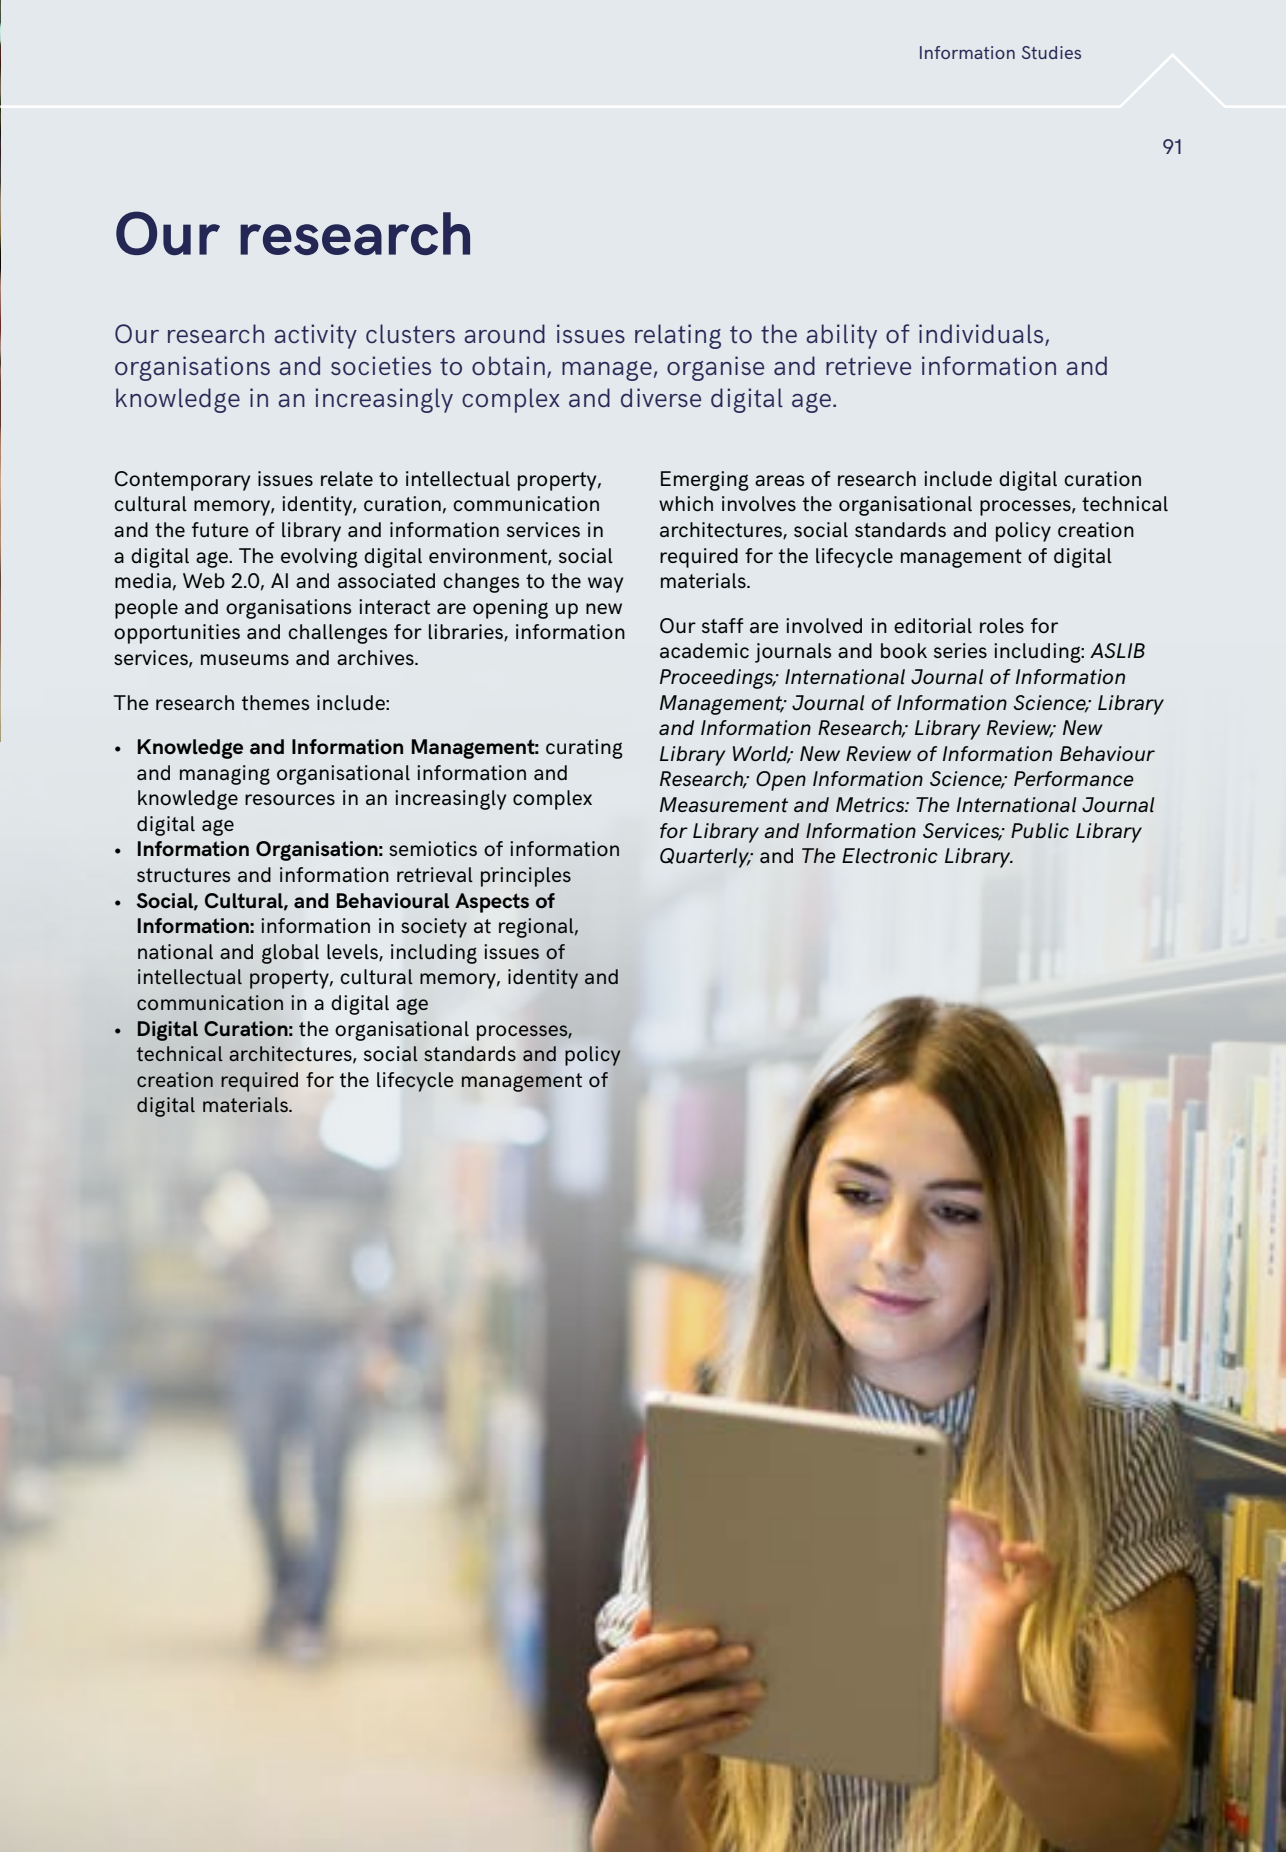 Information Studies
91
Our research
Our research activity clusters around issues relating to the ability of individuals,
organisations and societies to obtain, manage, organise and retrieve information and
knowledge in an increasingly complex and diverse digital age.
Contemporary issues relate to intellectual property,
cultural memory, identity, curation, communication
and the future of library and information services in
a digital age. The evolving digital environment, social
media, Web 2.0, AI and associated changes to the way
people and organisations interact are opening up new
opportunities and challenges for libraries, information
services, museums and archives.
The research themes include:
• Knowledge and Information Management: curating
and managing organisational information and
knowledge resources in an increasingly complex
digital age
• Information Organisation: semiotics of information
structures and information retrieval principles
• Social, Cultural, and Behavioural Aspects of
Information: information in society at regional,
national and global levels, including issues of
intellectual property, cultural memory, identity and
communication in a digital age
• Digital Curation: the organisational processes,
technical architectures, social standards and policy
creation required for the lifecycle management of
digital materials.
Emerging areas of research include digital curation
which involves the organisational processes, technical
architectures, social standards and policy creation
required for the lifecycle management of digital
materials.
Our staff are involved in editorial roles for
academic journals and book series including: ASLIB
Proceedings; International Journal of Information
Management; Journal of Information Science; Library
and Information Research; Library Review; New
Library World; New Review of Information Behaviour
Research; Open Information Science; Performance
Measurement and Metrics: The International Journal
for Library and Information Services; Public Library
Quarterly; and The Electronic Library.